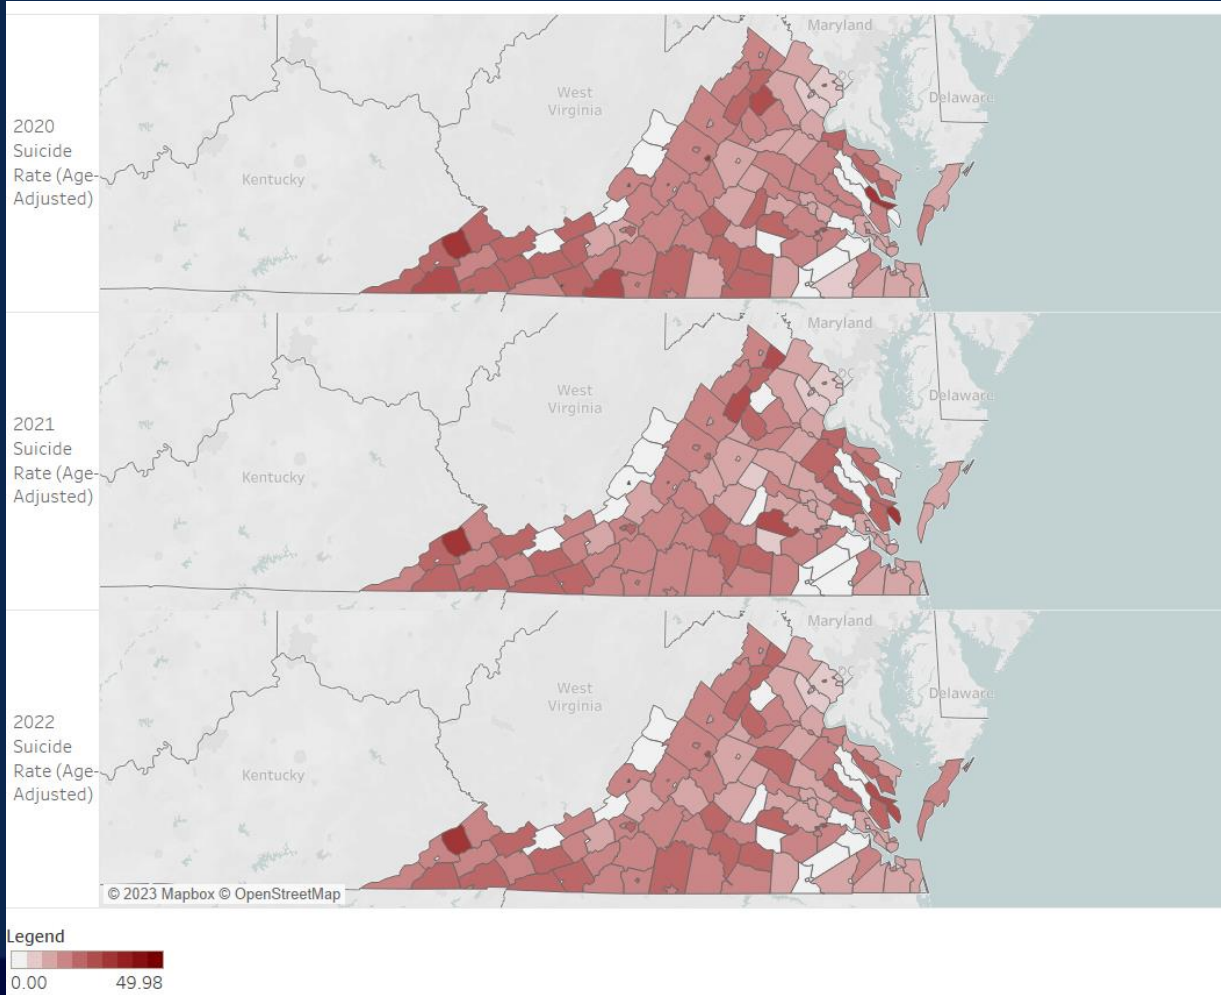 Maryland
DC
West
Virginia
Delaware
Kentucky
2020
Suicide
Rate (Age-
Adjusted)
Maryland
DC
West
Virginia
Delaware
Kentucky
2021
Suicide
Rate (Age-
Adjusted)
Maryland
DC
West
Virginia
Delaware
Kentucky
2022
Suicide
Rate (Age-
Adjusted)
© 2023 Mapbox © OpenStreetMap
Legend
0.00 49.98